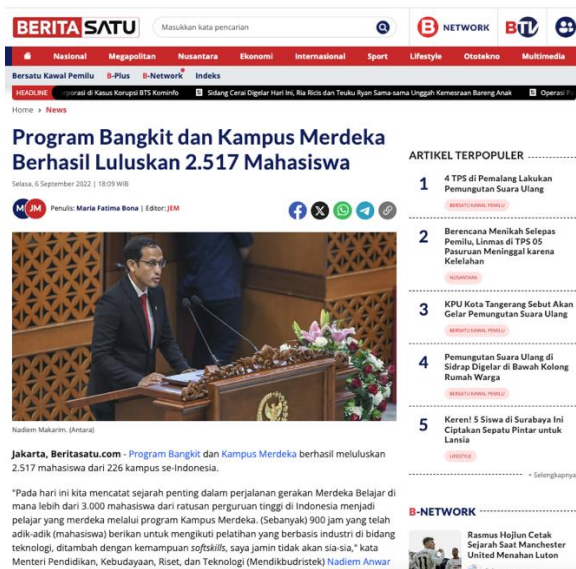 BERITA SATU
Masukkan kata pencarian
B NETWORK
BTV
Nasional Megapolitan Nusantara Ekonomi Internasional Sport Lifestyle Ototekno Multimedia
Bersatu Kawal Pemilu B-Plus B-Network Indeks
HEADLINE orporasi di Kasus Korupsi BTS Kominfo Sidang Cerai Digelar Hari Ini, Ria Ricis dan Teuku Ryan Sama-sama Unggah Kemesraan Bareng Anak Operasi
Home > News
Program Bangkit dan Kampus Merdeka
Berhasil Luluskan 2.517 Mahasiswa
Selasa, 6 September 2022 | 18:09 WIB
M JM Penulis: Maria Fatima Bona | Editor: JEM
Nadiem Makarim. (Antara)
Jakarta, Beritasatu.com - Program Bangkit dan Kampus Merdeka berhasil meluluskan
2.517 mahasiswa dari 226 kampus se-Indonesia.
"Pada hari ini kita mencatat sejarah penting dalam perjalanan gerakan Merdeka Belajar di
mana lebih dari 3.000 mahasiswa dari ratusan perguruan tinggi di Indonesia menjadi
pelajar yang merdeka melalui program Kampus Merdeka. (Sebanyak) 900 jam yang telah
adik-adik (mahasiswa) berikan untuk mengikuti pelatihan yang berbasis industri di bidang
teknologi, ditambah dengan kemampuan softskills, saya jamin tidak akan sia-sia," kata
Menteri Pendidikan, Kebudayaan, Riset, dan Teknologi (Mendikbudristek) Nadiem Anwar
ARTIKEL TERPOPULER
1 4 TPS di Pemalang Lakukan
Pemungutan Suara Ulang
BERSATU KAWAL PEMILU
2 Berencana Menikah Selepas
Pemilu, Linmas di TPS 05
Pasuruan Meninggal karena
Kelelahan
NUSANTARA
3 KPU Kota Tangerang Sebut Akan
Gelar Pemungutan Suara Ulang
BERSATU KAWAL PEMILU
4 Pemungutan Suara Ulang di
Sidrap Digelar di Bawah Kolong
Rumah Warga
BERSATU KAWAL PEMILU
5 Keren! 5 Siswa di Surabaya Ini
Ciptakan Sepatu Pintar untuk
Lansia
LIFESTYLE
+ Selengkapnya
B-NETWORK
Rasmus Hojlun Cetak
Sejarah Saat Manchester
United Menahan Luton